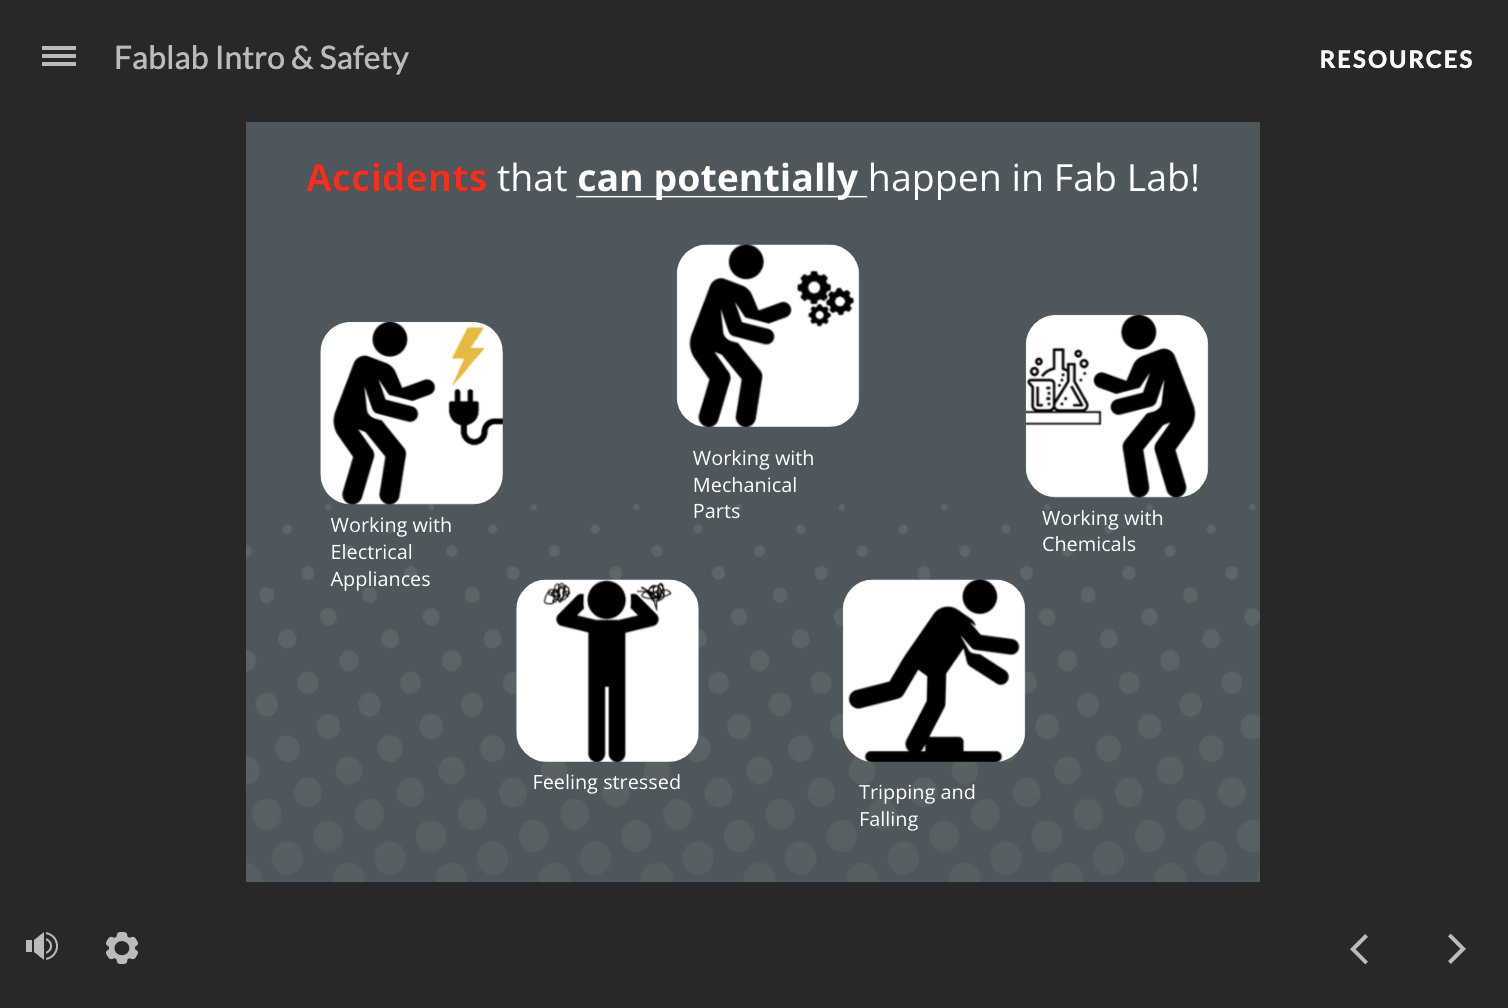 Fablab Intro & Safety
RESOURCES
Accidents that can potentially happen in Fab Lab!
Working with
Electrical
Appliances
Working with
Mechanical
Parts
Working with
Chemicals
Feeling stressed
Tripping and
Falling